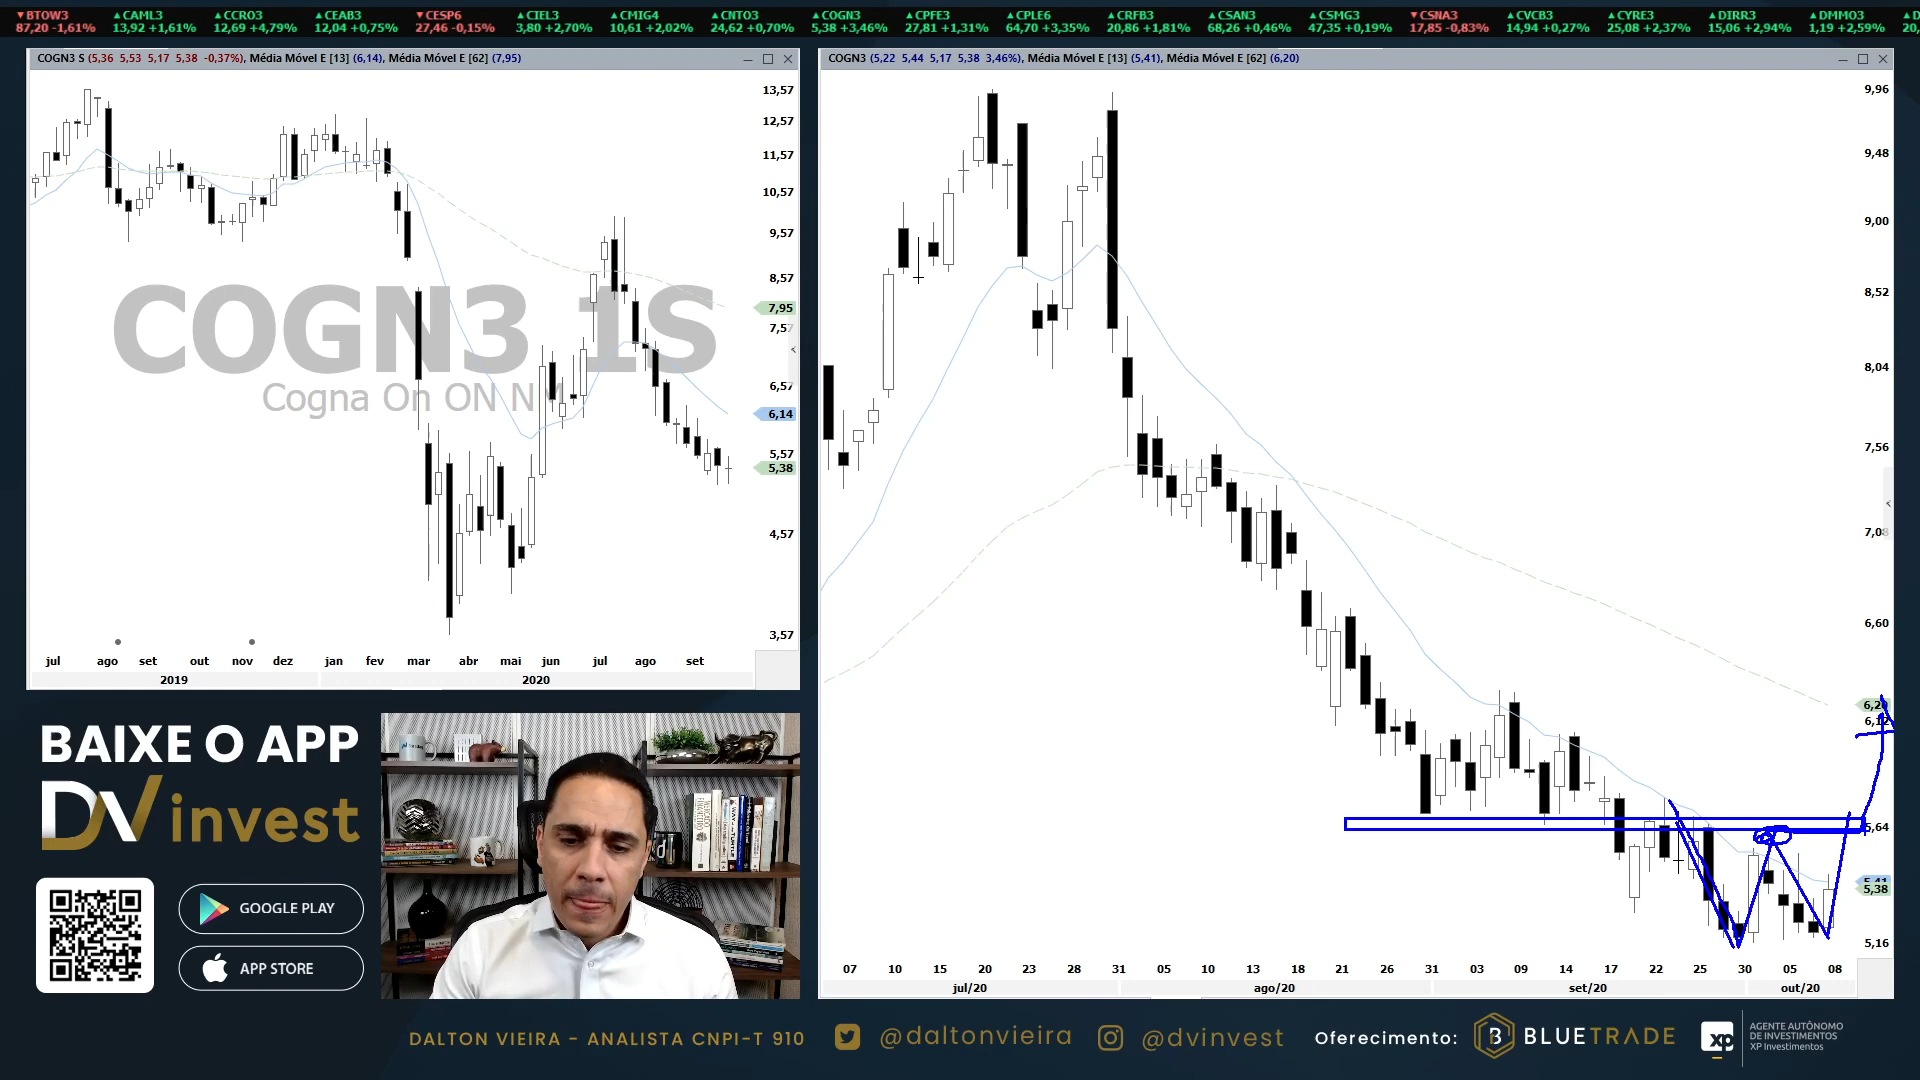 ▼BTOW3 ▲CAML3 ▲CCRO3 ▲CEAB3 ▼CESP6 ▲CIEL3 ▲CMIG4 ▲CNTO3 ▲COGN3 ▲CPFE3 ▲CPLE6 ▲CRFB3 ▲CSAN3 ▲CSMG3 ▼CSNA3 ▲CVCB3 ▲CYRE3 ▲DIRR3 ▲DMMO3
87,20 -1,61% 13,92 +1,61% 12,69 +4,79% 12,04 +0,75% 27,46 -0,15% 3,80 +2,70% 10,61 +2,02% 24,62 +0,70% 5,38 +3,46% 27,81 +1,31% 64,70 +3,35% 20,86 +1,81% 68,26 +0,46% 47,35 +0,19% 17,85 -0,83% 14,94 +0,27% 25,08 +2,37% 15,06 +2,94% 1,19 +2,59%
COGN3 S (5,36 5,53 5,17 5,38 -0,37%), Média Móvel E [13] (6,14), Média Móvel E [62] (7,95)
13,57
12,57
11,57
10,57
9,57
8,57
7,95
7,57
6,57
6,14
5,57
5,38
4,57
3,57
COGN3 1S
Cogna On ON N
jul ago set out nov dez jan fev mar abr mai jun jul ago set
2019 2020
COGN3 (5,22 5,44 5,17 5,38 3,46%), Média Móvel E [13] (5,41), Média Móvel E [62] (6,20)
9,96
9,48
9,00
8,52
8,04
7,56
7,08
6,60
6,20
6,12
5,64
5,41
5,38
5,16
07 10 15 20 23 28 31 05 10 13 18 21 26 31 03 09 14 17 22 25 30 05 08
jul/20 ago/20 set/20 out/20
BAIXE O APP
DV invest
GOOGLE PLAY
APP STORE
DALTON VIEIRA - ANALISTA CNPI-T 910
@daltonvieira
@dvinvest
Oferecimento:
BLUETRADE
xp
AGENTE AUTÔNOMO
DE INVESTIMENTOS
XP Investimentos